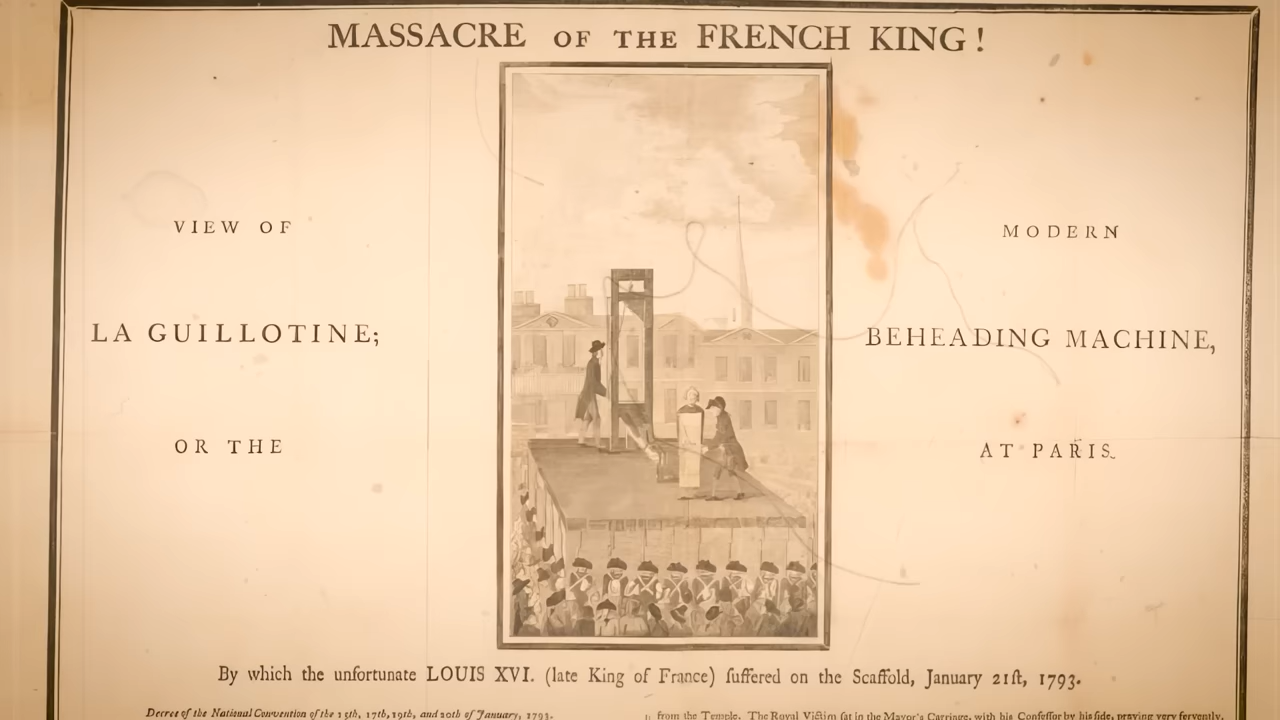 MASSACRE OF THE FRENCH KING!
VIEW OF
LA GUILLOTINE;
OR THE
MODERN
BEHEADING MACHINE,
AT PARIS.
By which the unfortunate LOUIS XVI. (late King of France) ſuffered on the Scaffold, January 21ſt, 1793.
Decree of the National Convention of the 15th, 17th, 19th, and 20th of January, 1793.
from the Temple. The Royal Victim ſat in the Mayor's Carriage, with his Confeſſor by his ſide, praying very fervently,